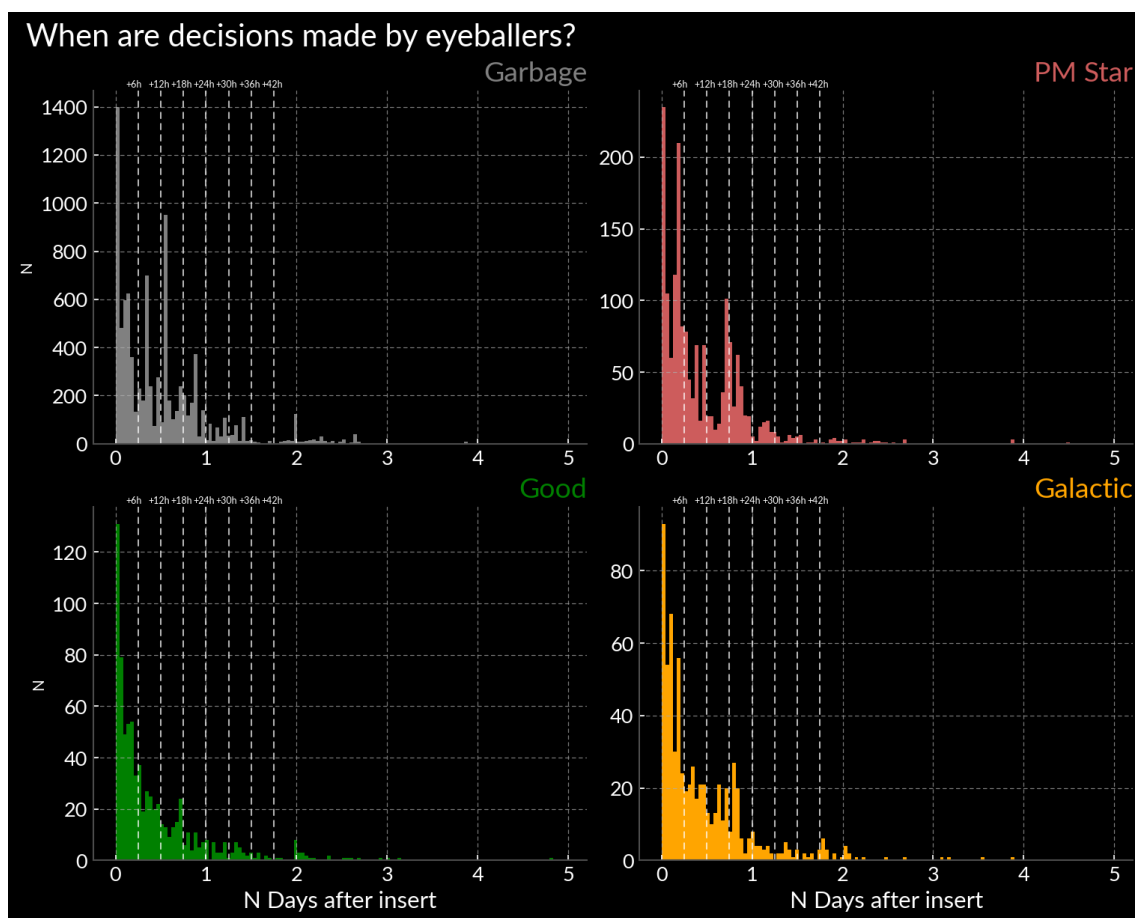 When are decisions made by eyeballers?
Garbage
+6h +12h +18h +24h +30h +36h +42h
1400
1200
1000
800
600
400
200
0
N
0 1 2 3 4 5
PM Star
+6h +12h +18h +24h +30h +36h +42h
200
150
100
50
0
0 1 2 3 4 5
Good
+6h +12h +18h +24h +30h +36h +42h
120
100
80
60
40
20
0
N
0 1 2 3 4 5
N Days after insert
Galactic
+6h +12h +18h +24h +30h +36h +42h
80
60
40
20
0
0 1 2 3 4 5
N Days after insert